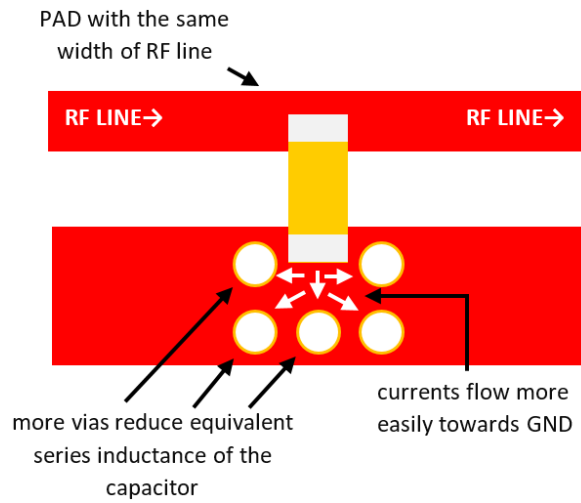 PAD with the same
width of RF line
RF LINE→
RF LINE→
currents flow more
easily towards GND
more vias reduce equivalent
series inductance of the
capacitor